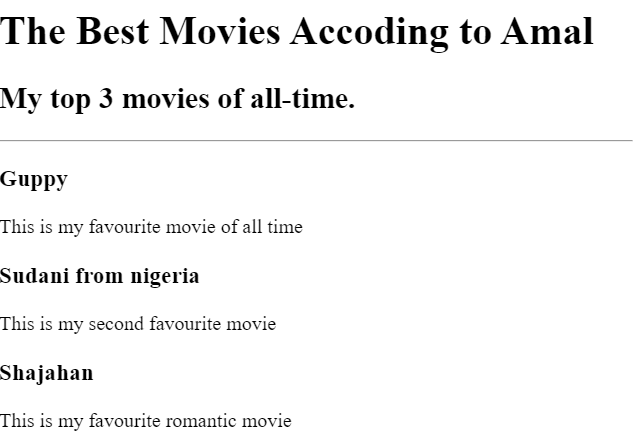 The Best Movies Accoding to Amal
My top 3 movies of all-time.
Guppy
This is my favourite movie of all time
Sudani from nigeria
This is my second favourite movie
Shajahan
This is my favourite romantic movie